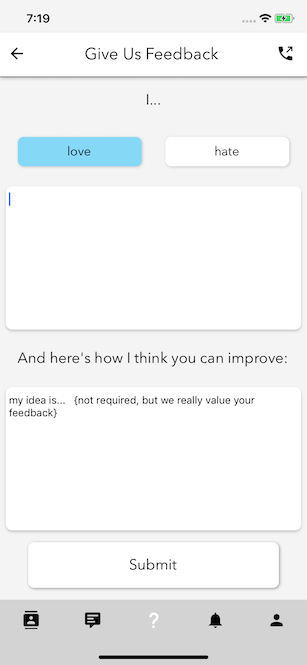 7:19
Give Us Feedback
I...
love
hate
And here's how I think you can improve:
my idea is... {not required, but we really value your
feedback}
Submit
?